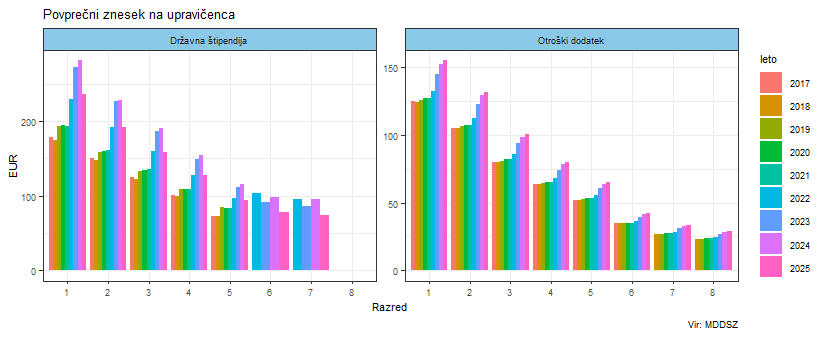 Povprečni znesek na upravičenca
Državna štipendija
Otroški dodatek
EUR
200
100
0
150
100
50
0
1 2 3 4 5 6 7 8
1 2 3 4 5 6 7 8
Razred
Vir: MDDSZ
leto
2017
2018
2019
2020
2021
2022
2023
2024
2025